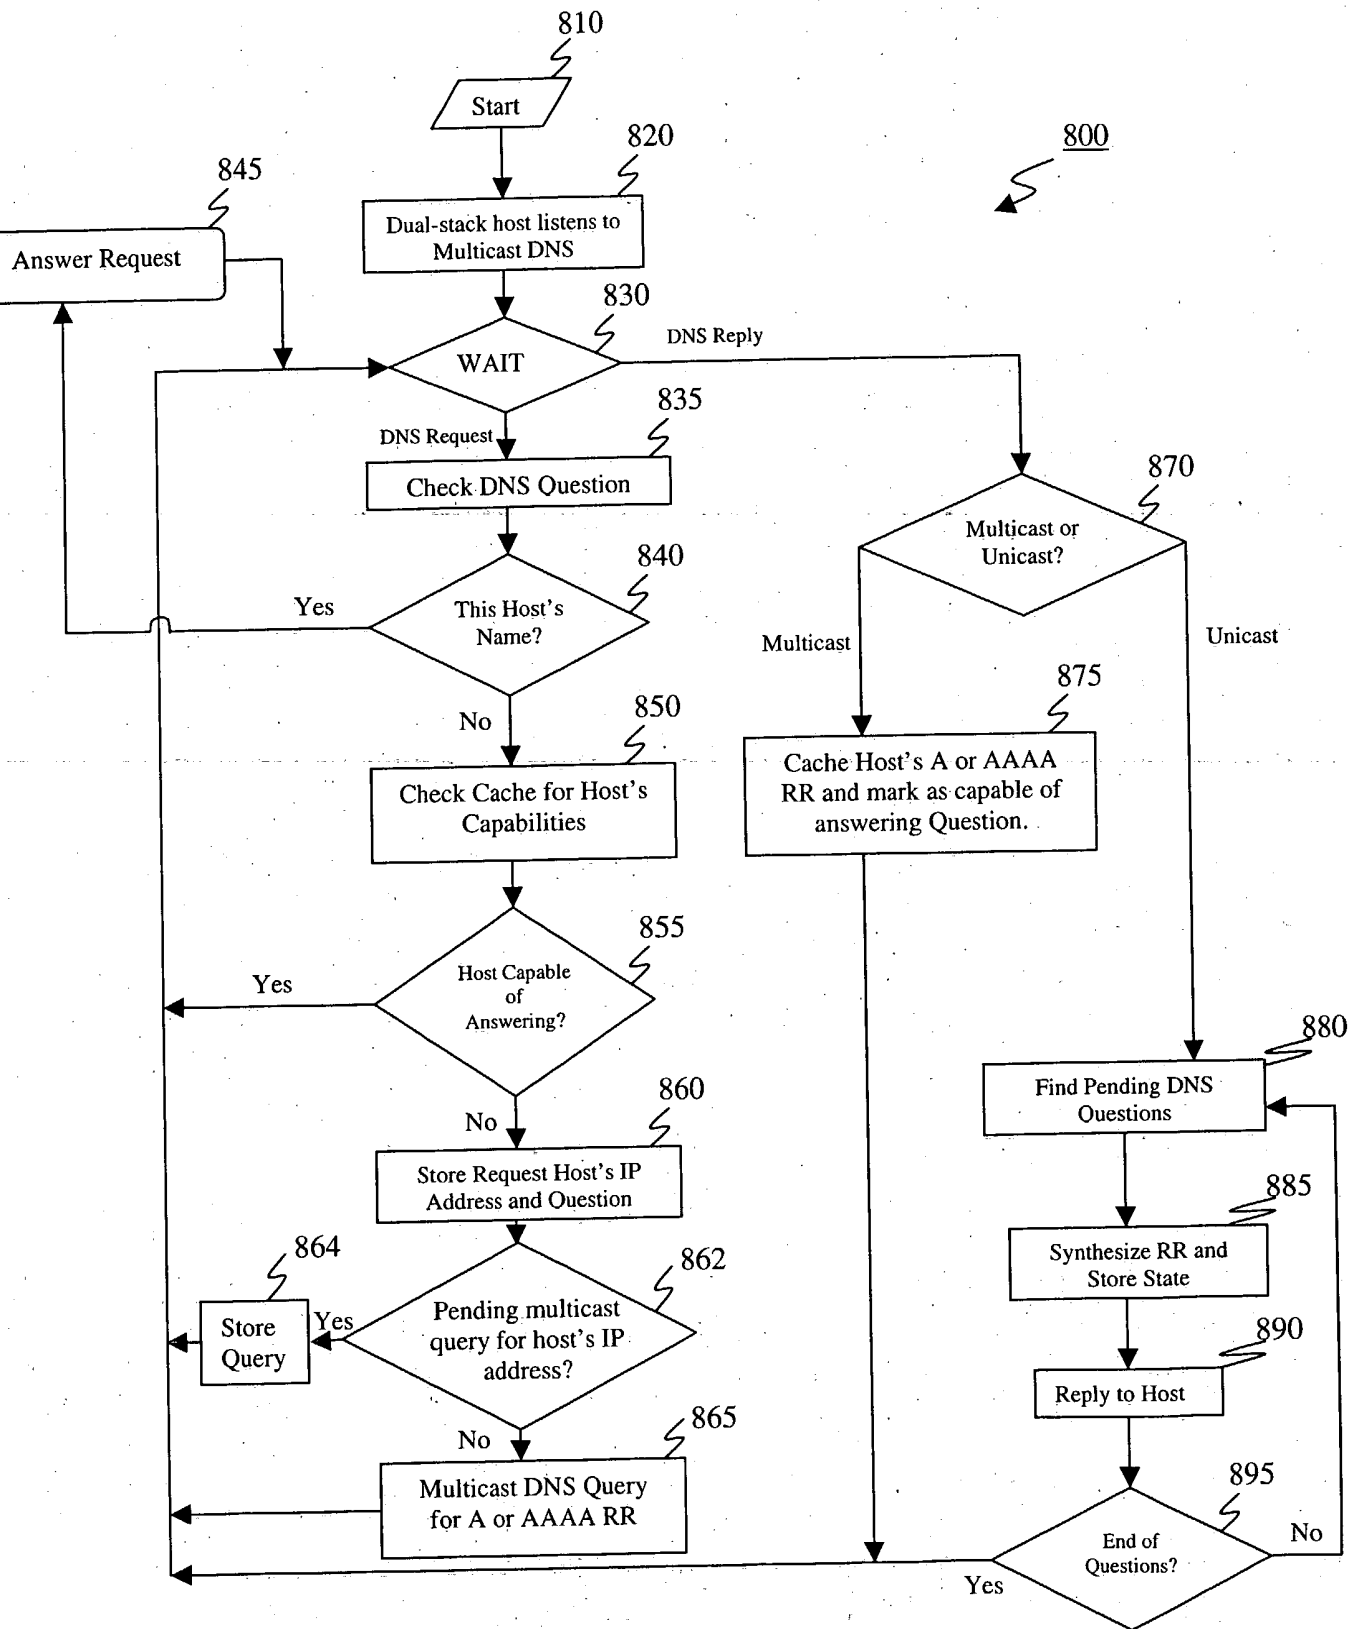 810
Start
820
800
845
Dual-stack host listens to
Multicast DNS
Answer Request
830
DNS Reply
WAIT
835
DNS Request
Check DNS Question
870
Multicast or
Unicast?
840
Yes
This Host's
Name?
Multicast
Unicast
875
No
850
Cache Host's A or AAAA
RR and mark as capable of
answering Question.
Check Cache for Host's
Capabilities
855
Host Capable
of
Answering?
Yes
880
Find Pending DNS
Questions
860
No
Store Request Host's IP
Address and Question
885
Synthesize RR and
Store State
864
862
Pending multicast
query for host's IP
address?
Yes
Store
Query
890
Reply to Host
865
No
Multicast DNS Query
for A or AAAA RR
895
End of
Questions?
No
Yes